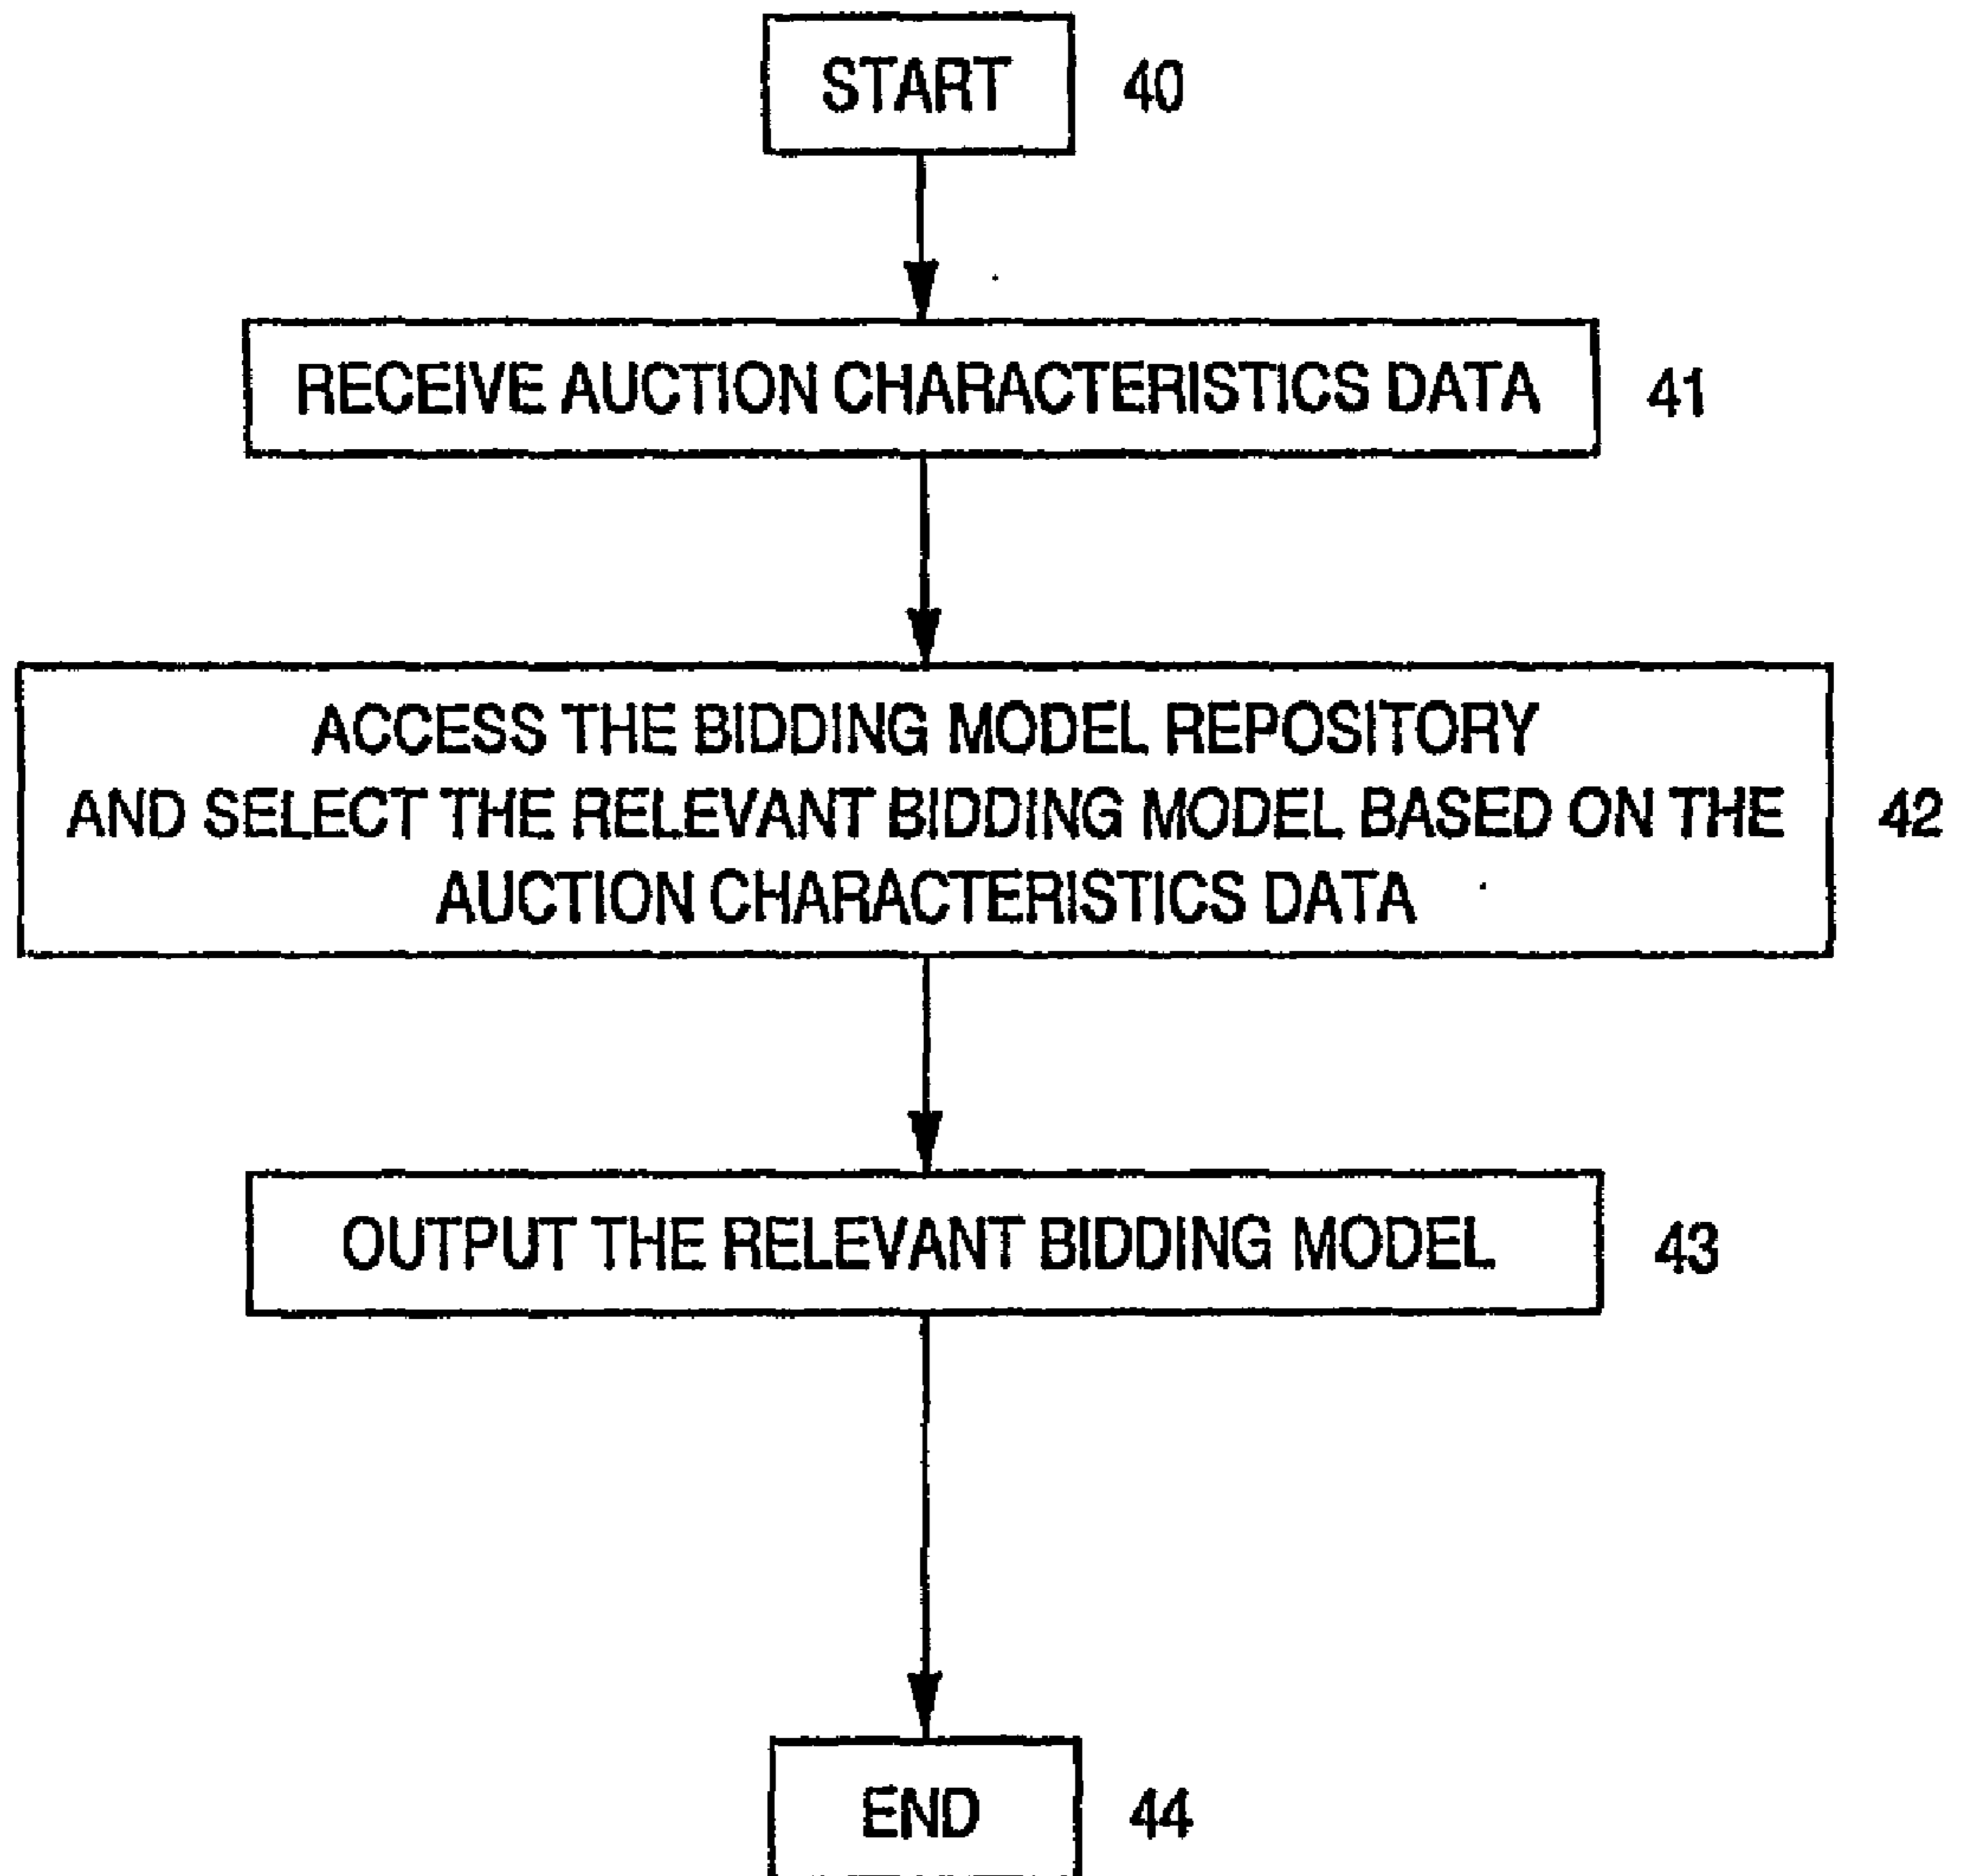 START 40
RECEIVE AUCTION CHARACTERISTICS DATA 41
ACCESS THE BIDDING MODEL REPOSITORY
AND SELECT THE RELEVANT BIDDING MODEL BASED ON THE 42
AUCTION CHARACTERISTICS DATA
OUTPUT THE RELEVANT BIDDING MODEL 43
END 44